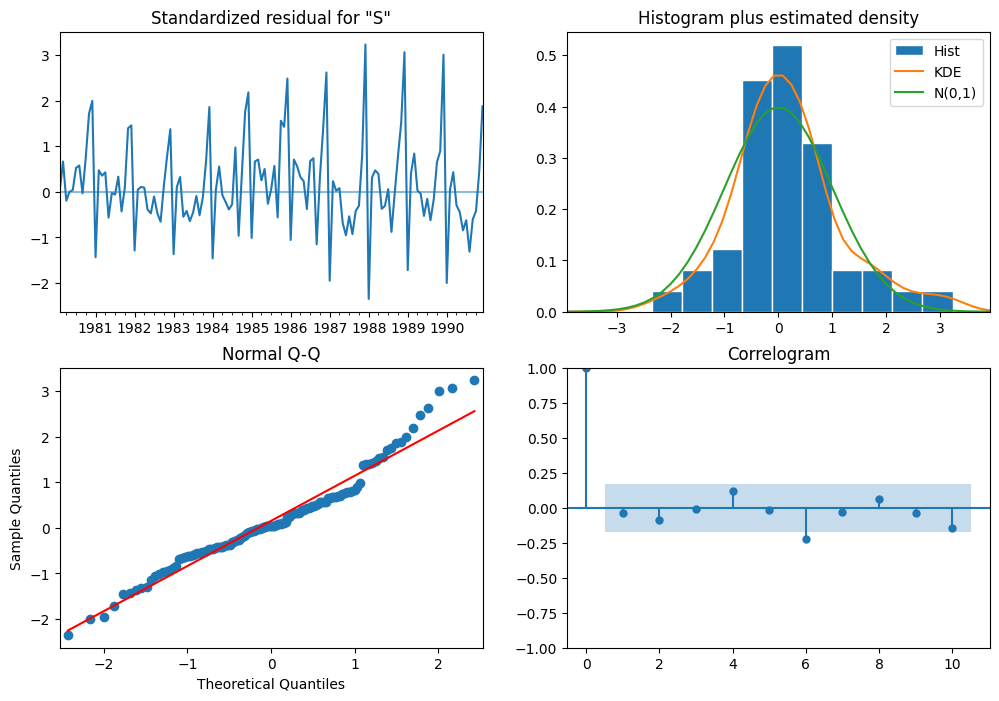 Standardized residual for "S"
3
2
1
0
−1
−2
1981 1982 1983 1984 1985 1986 1987 1988 1989 1990
Histogram plus estimated density
Hist
KDE
N(0,1)
0.5
0.4
0.3
0.2
0.1
0.0
−3 −2 −1 0 1 2 3
Normal Q-Q
Sample Quantiles
3
2
1
0
−1
−2
−2 −1 0 1 2
Theoretical Quantiles
Correlogram
1.00
0.75
0.50
0.25
0.00
−0.25
−0.50
−0.75
−1.00
0 2 4 6 8 10